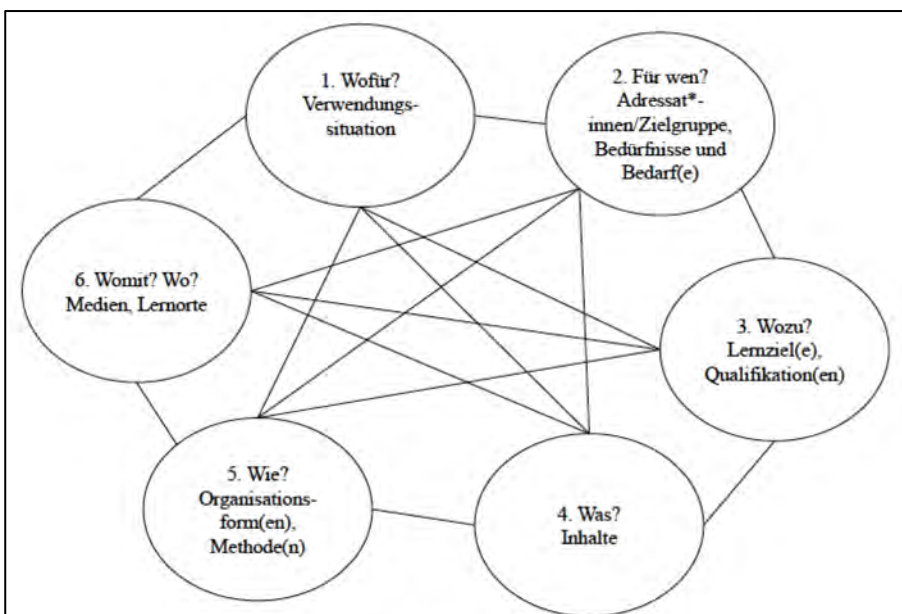 1. Wofür?
Verwendungs-
situation
2. Für wen?
Adressat*-
innen/Zielgruppe,
Bedürfnisse und
Bedarf(e)
3. Wozu?
Lernziel(e),
Qualifikation(en)
4. Was?
Inhalte
5. Wie?
Organisations-
form(en),
Methode(n)
6. Womit? Wo?
Medien, Lernorte